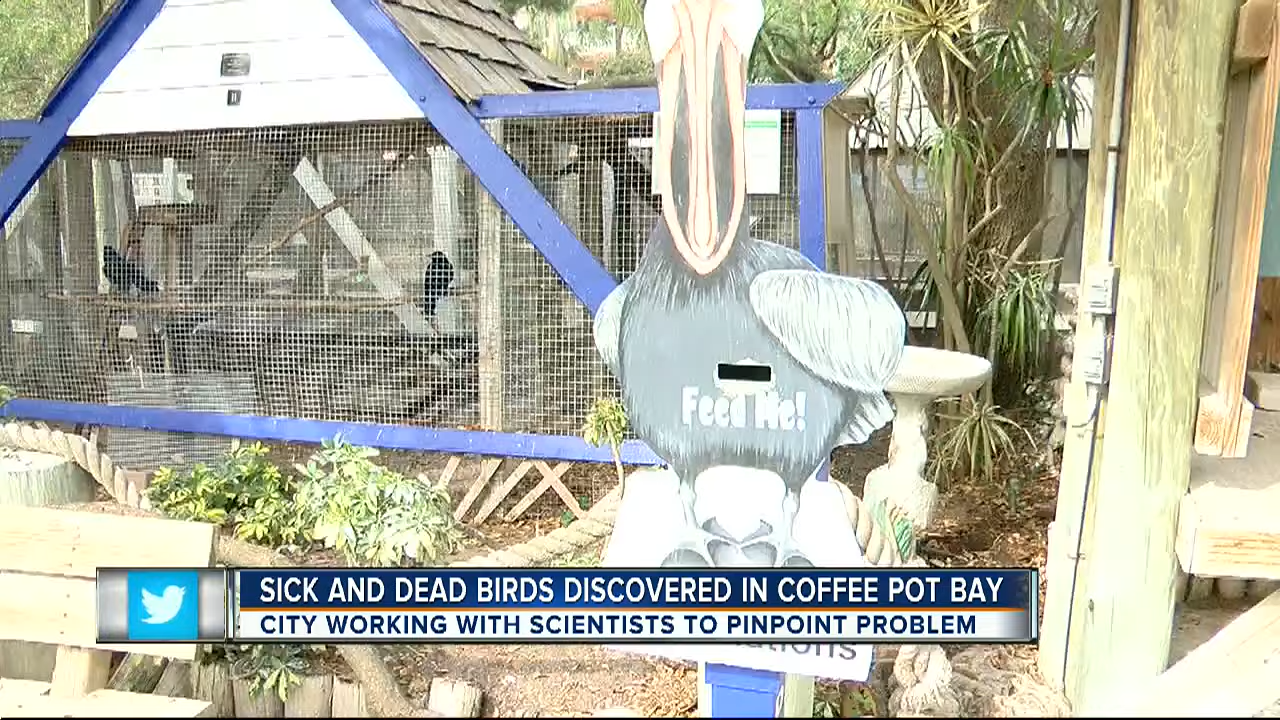 Feed Me!
SICK AND DEAD BIRDS DISCOVERED IN COFFEE POT BAY
CITY WORKING WITH SCIENTISTS TO PINPOINT PROBLEM